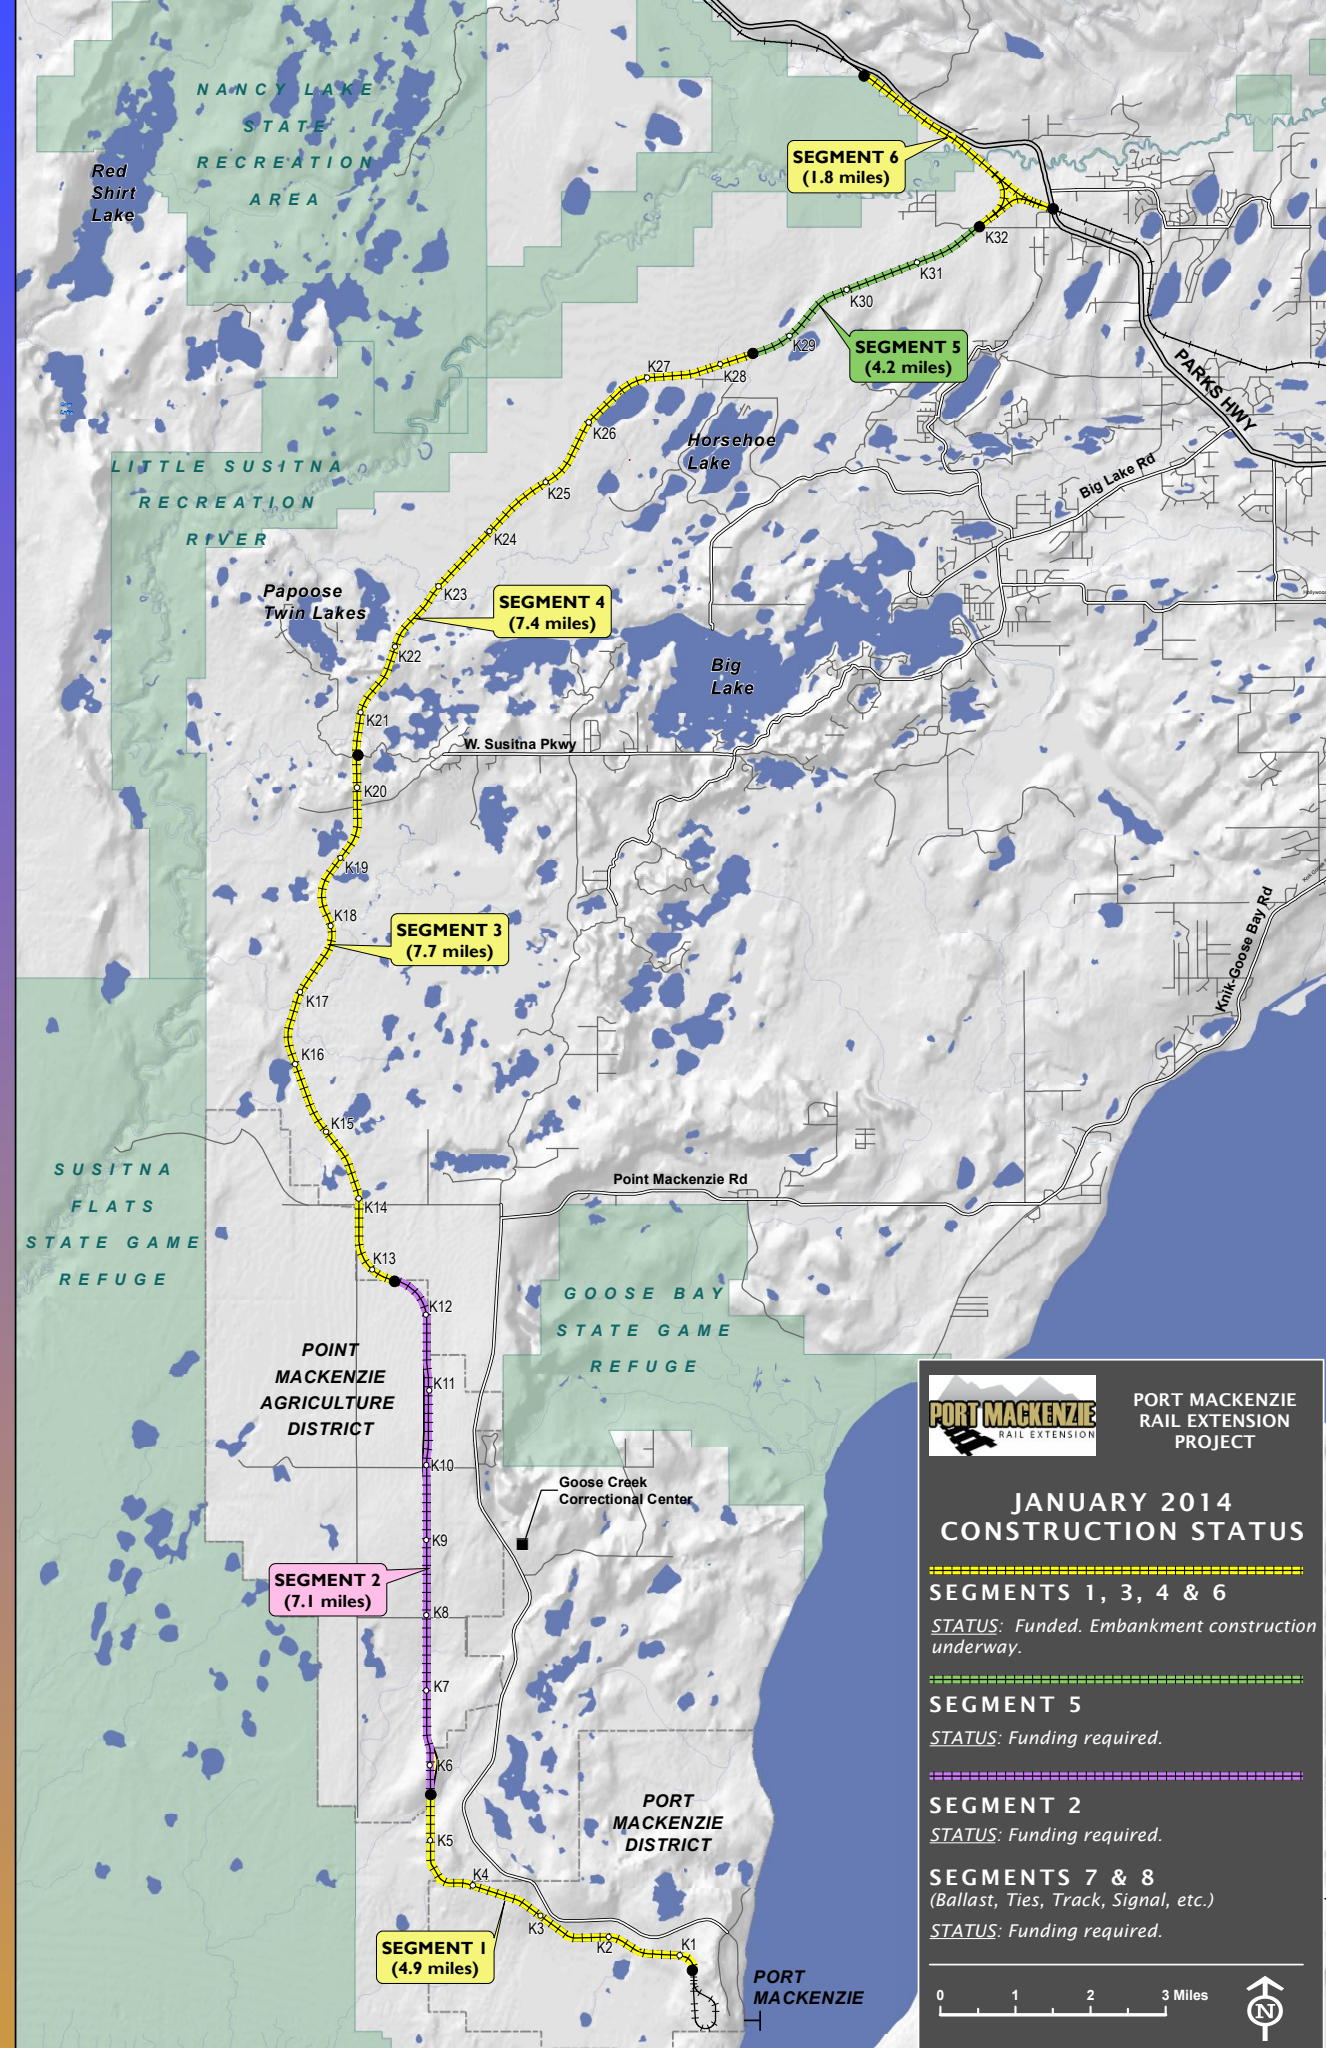 NANCY LAKE
STATE
RECREATION
AREA
Red
Shirt
Lake
SEGMENT 6
(1.8 miles)
K32
K31
K30
K29
SEGMENT 5
(4.2 miles)
K28
K27
K26
K25
K24
K23
PARKS HWY
Horsehoe
Lake
Big Lake Rd
LITTLE SUSITNA
RECREATION
RIVER
Papoose
Twin Lakes
SEGMENT 4
(7.4 miles)
K22
K21
Big
Lake
W. Susitna Pkwy
K20
K19
K18
SEGMENT 3
(7.7 miles)
K17
K16
K15
Knik-Goose Bay Rd
SUSITNA
FLATS
STATE GAME
REFUGE
Point Mackenzie Rd
K14
K13
K12
GOOSE BAY
STATE GAME
REFUGE
POINT
MACKENZIE
AGRICULTURE
DISTRICT
K11
K10
Goose Creek
Correctional Center
K9
SEGMENT 2
(7.1 miles)
K8
K7
K6
K5
PORT
MACKENZIE
DISTRICT
K4
K3
K2
K1
SEGMENT 1
(4.9 miles)
PORT
MACKENZIE
PORT MACKENZIE
RAIL EXTENSION
PORT MACKENZIE
RAIL EXTENSION
PROJECT
JANUARY 2014
CONSTRUCTION STATUS
SEGMENTS 1, 3, 4 & 6
STATUS: Funded. Embankment construction
underway.
SEGMENT 5
STATUS: Funding required.
SEGMENT 2
STATUS: Funding required.
SEGMENTS 7 & 8
(Ballast, Ties, Track, Signal, etc.)
STATUS: Funding required.
0 1 2 3 Miles
N